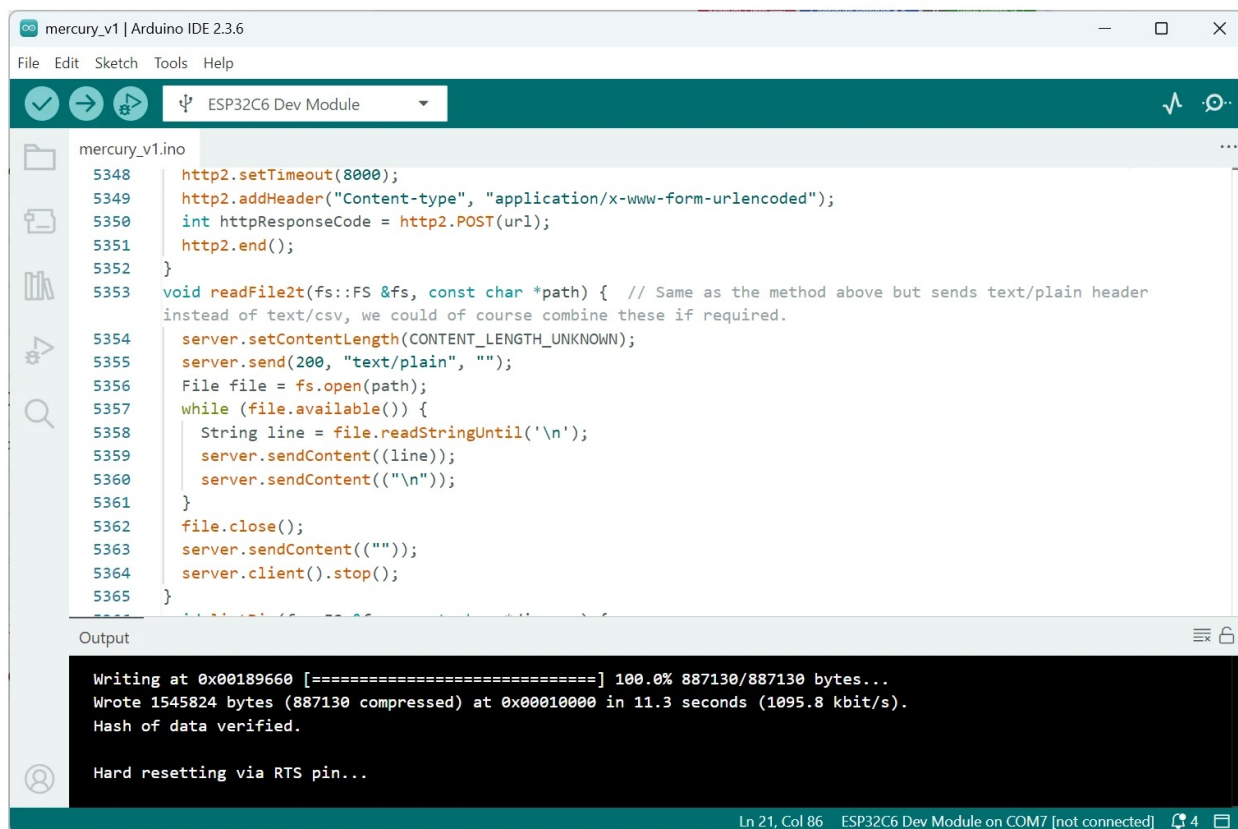 mercury_v1 | Arduino IDE 2.3.6
File Edit Sketch Tools Help
ESP32C6 Dev Module
mercury_v1.ino
5348 http2.setTimeout(8000);
5349 http2.addHeader("Content-type", "application/x-www-form-urlencoded");
5350 int httpResponseCode = http2.POST(url);
5351 http2.end();
5352 }
5353 void readFile2t(fs::FS &fs, const char *path) { // Same as the method above but sends text/plain header
instead of text/csv, we could of course combine these if required.
5354 server.setContentLength(CONTENT_LENGTH_UNKNOWN);
5355 server.send(200, "text/plain", "");
5356 File file = fs.open(path);
5357 while (file.available()) {
5358 String line = file.readStringUntil('\n');
5359 server.sendContent((line));
5360 server.sendContent(("\n"));
5361 }
5362 file.close();
5363 server.sendContent((""));
5364 server.client().stop();
5365 }
Output
Writing at 0x00189660 [==============================] 100.0% 887130/887130 bytes...
Wrote 1545824 bytes (887130 compressed) at 0x00010000 in 11.3 seconds (1095.8 kbit/s).
Hash of data verified.
Hard resetting via RTS pin...
Ln 21, Col 86 ESP32C6 Dev Module on COM7 [not connected] 4